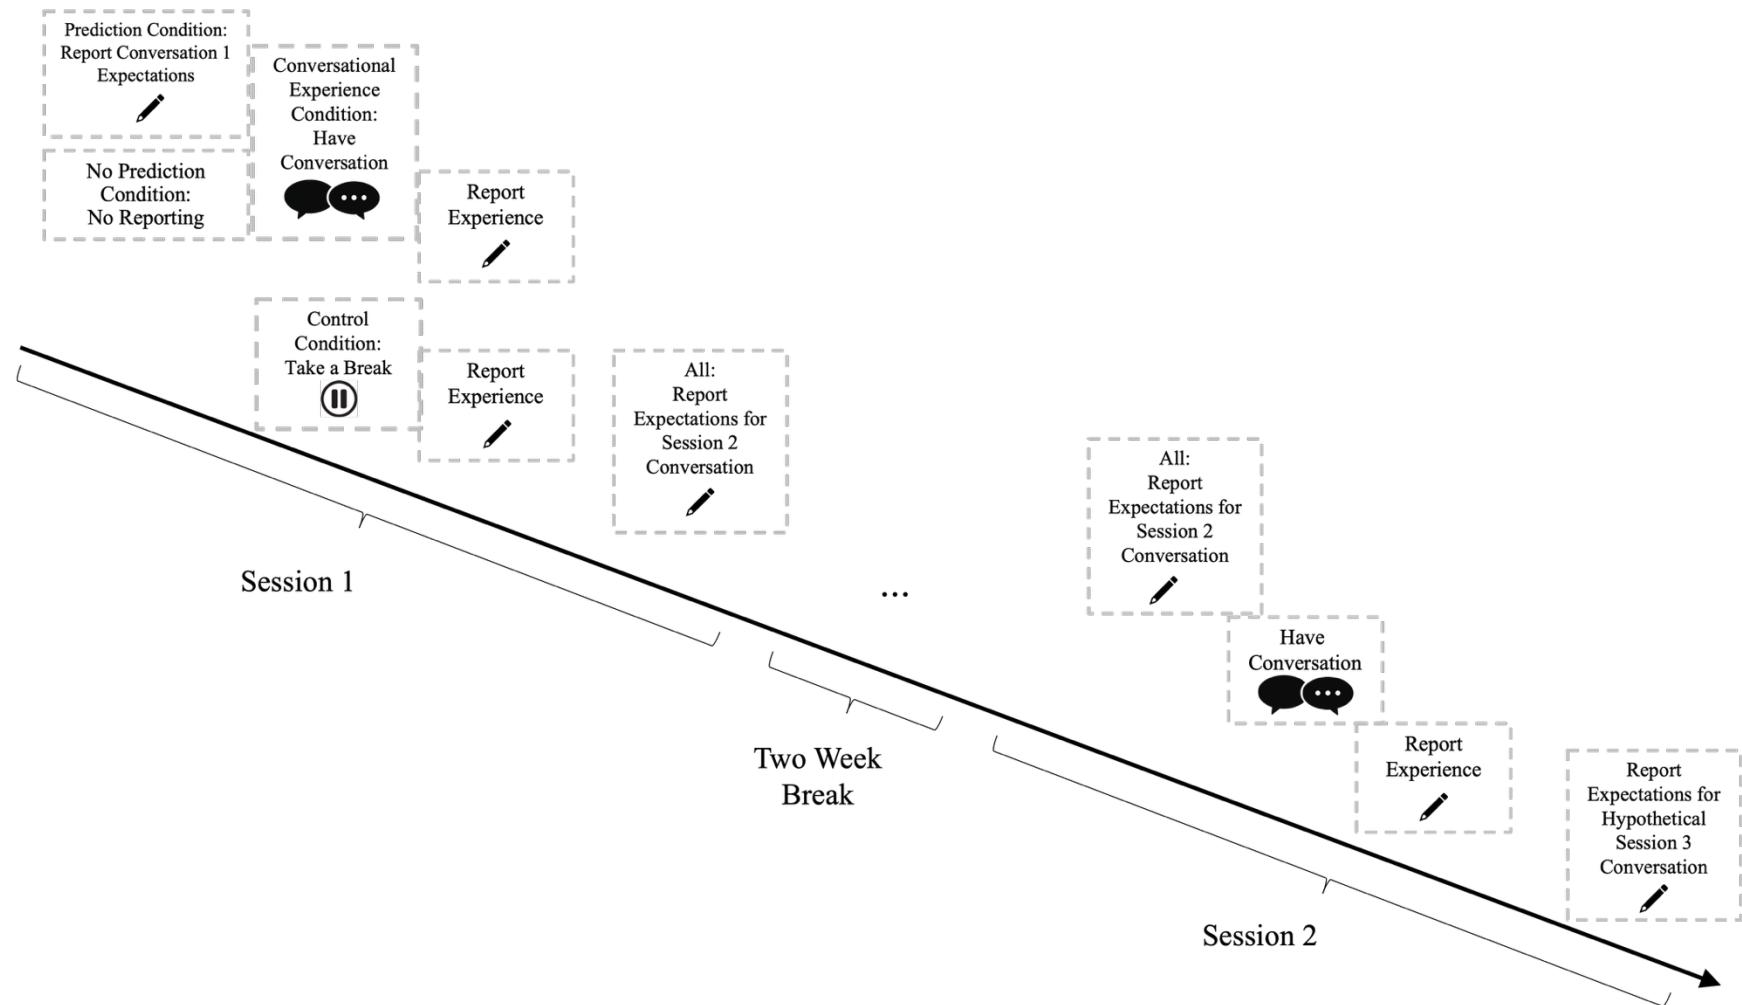 Prediction Condition:
Report Conversation 1
Expectations
No Prediction
Condition:
No Reporting
Conversational
Experience
Condition:
Have
Conversation
Report
Experience
Control
Condition:
Take a Break
Report
Experience
All:
Report
Expectations for
Session 2
Conversation
Session 1
...
Two Week
Break
All:
Report
Expectations for
Session 2
Conversation
Have
Conversation
Report
Experience
Report
Expectations for
Hypothetical
Session 3
Conversation
Session 2